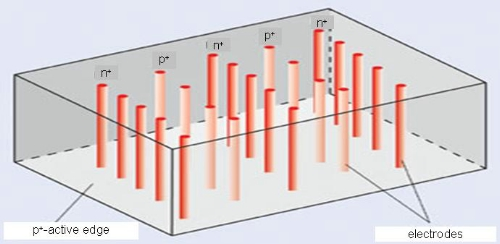 n⁺
p⁺
n⁺
p⁺
n⁺
p⁺-active edge
electrodes